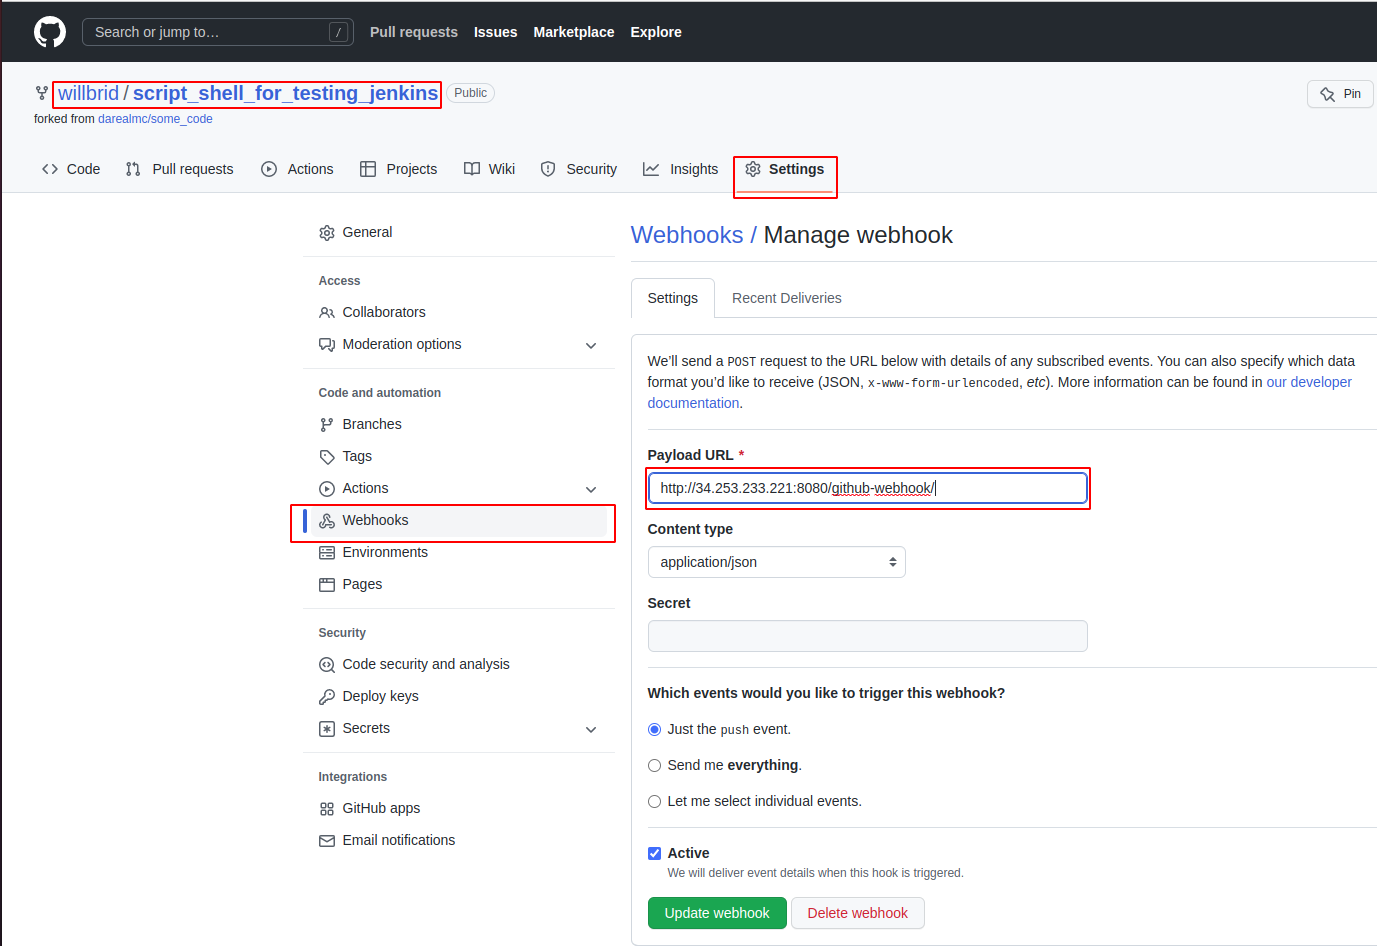 Search or jump to…
/
Pull requests Issues Marketplace Explore
willbrid / script_shell_for_testing_jenkins Public
Pin
forked from darealmc/some_code
Code Pull requests Actions Projects Wiki Security Insights Settings
General
Access
Collaborators
Moderation options
Code and automation
Branches
Tags
Actions
Webhooks
Environments
Pages
Security
Code security and analysis
Deploy keys
Secrets
Integrations
GitHub apps
Email notifications
Webhooks / Manage webhook
Settings Recent Deliveries
We'll send a POST request to the URL below with details of any subscribed events. You can also specify which data
format you'd like to receive (JSON, x-www-form-urlencoded, etc). More information can be found in our developer
documentation.
Payload URL *
http://34.253.233.221:8080/github-webhook/
Content type
application/json
Secret
Which events would you like to trigger this webhook?
Just the push event.
Send me everything.
Let me select individual events.
Active
We will deliver event details when this hook is triggered.
Update webhook Delete webhook